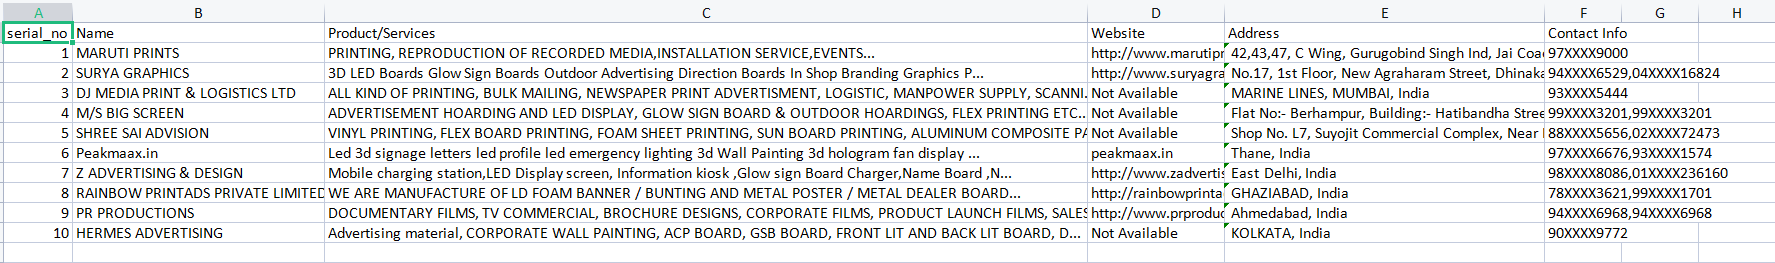 A B C D E F G H
serial_no Name Product/Services Website Address Contact Info
1 MARUTI PRINTS PRINTING, REPRODUCTION OF RECORDED MEDIA,INSTALLATION SERVICE,EVENTS... http://www.marutipr 42,43,47, C Wing, Gurugobind Singh Ind, Jai Coa 97XXXX9000
2 SURYA GRAPHICS 3D LED Boards Glow Sign Boards Outdoor Advertising Direction Boards In Shop Branding Graphics P... http://www.suryagra No.17, 1st Floor, New Agraharam Street, Dhinaka 94XXXX6529,04XXXX16824
3 DJ MEDIA PRINT & LOGISTICS LTD ALL KIND OF PRINTING, BULK MAILING, NEWSPAPER PRINT ADVERTISMENT, LOGISTIC, MANPOWER SUPPLY, SCANNI.. Not Available MARINE LINES, MUMBAI, India 93XXXX5444
4 M/S BIG SCREEN ADVERTISEMENT HOARDING AND LED DISPLAY, GLOW SIGN BOARD & OUTDOOR HOARDINGS, FLEX PRINTING ETC.. Not Available Flat No:- Berhampur, Building:- Hatibandha Stree 99XXXX3201,99XXXX3201
5 SHREE SAI ADVISION VINYL PRINTING, FLEX BOARD PRINTING, FOAM SHEET PRINTING, SUN BOARD PRINTING, ALUMINUM COMPOSITE PA Not Available Shop No. L7, Suyojit Commercial Complex, Near 88XXXX5656,02XXXX72473
6 Peakmaax.in Led 3d signage letters led profile led emergency lighting 3d Wall Painting 3d hologram fan display ... peakmaax.in Thane, India 97XXXX6676,93XXXX1574
7 Z ADVERTISING & DESIGN Mobile charging station,LED Display screen, Information kiosk ,Glow sign Board Charger,Name Board ,N... http://www.zadvertis East Delhi, India 98XXXX8086,01XXXX236160
8 RAINBOW PRINTADS PRIVATE LIMITED WE ARE MANUFACTURE OF LD FOAM BANNER / BUNTING AND METAL POSTER / METAL DEALER BOARD... http://rainbowprinta GHAZIABAD, India 78XXXX3621,99XXXX1701
9 PR PRODUCTIONS DOCUMENTARY FILMS, TV COMMERCIAL, BROCHURE DESIGNS, CORPORATE FILMS, PRODUCT LAUNCH FILMS, SALES http://www.prproduc Ahmedabad, India 94XXXX6968,94XXXX6968
10 HERMES ADVERTISING Advertising material, CORPORATE WALL PAINTING, ACP BOARD, GSB BOARD, FRONT LIT AND BACK LIT BOARD, D... Not Available KOLKATA, India 90XXXX9772